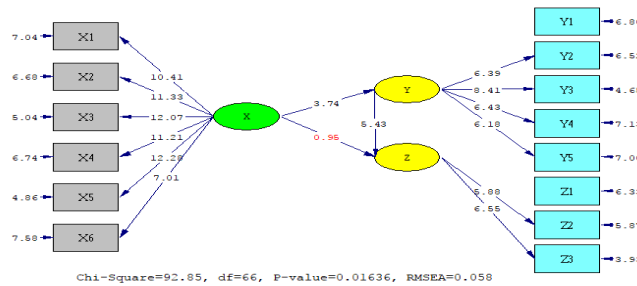 7.04 X1 10.41
6.68 X2 11.33
5.04 X3 12.07
6.74 X4 11.21
4.86 X5 12.28
7.58 X6 7.01
X
3.74
0.95
Y
5.43
Z
Y1
6.39 Y2
8.41 Y3
6.43 Y4
6.18 Y5
Z1
5.88 Z2
6.55 Z3
Chi-Square=92.85, df=66, P-value=0.01636, RMSEA=0.058